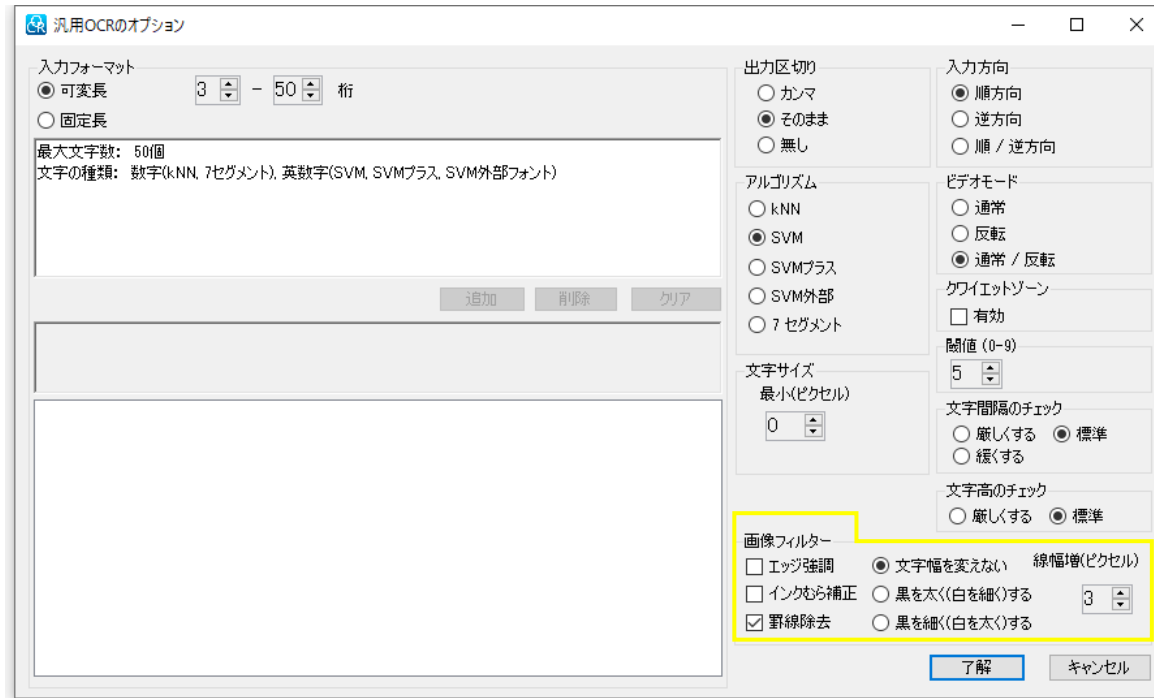 汎用OCRのオプション
入力フォーマット
可変長 3 - 50 桁
固定長
最大文字数: 50個
文字の種類: 数字(kNN, 7セグメント), 英数字(SVM, SVMプラス, SVM外部フォント)
追加 削除 クリア
出力区切り
カンマ
そのまま
無し
アルゴリズム
kNN
SVM
SVMプラス
SVM外部
7 セグメント
文字サイズ
最小(ピクセル)
0
入力方向
順方向
逆方向
順 / 逆方向
ビデオモード
通常
反転
通常 / 反転
クワイエットゾーン
有効
閾値 (0-9)
5
文字間隔のチェック
厳しくする 標準
緩くする
文字高のチェック
厳しくする 標準
画像フィルター
エッジ強調 文字幅を変えない 線幅増(ピクセル)
インクむら補正 黒を太く(白を細く)する 3
罫線除去 黒を細く(白を太く)する
了解 キャンセル